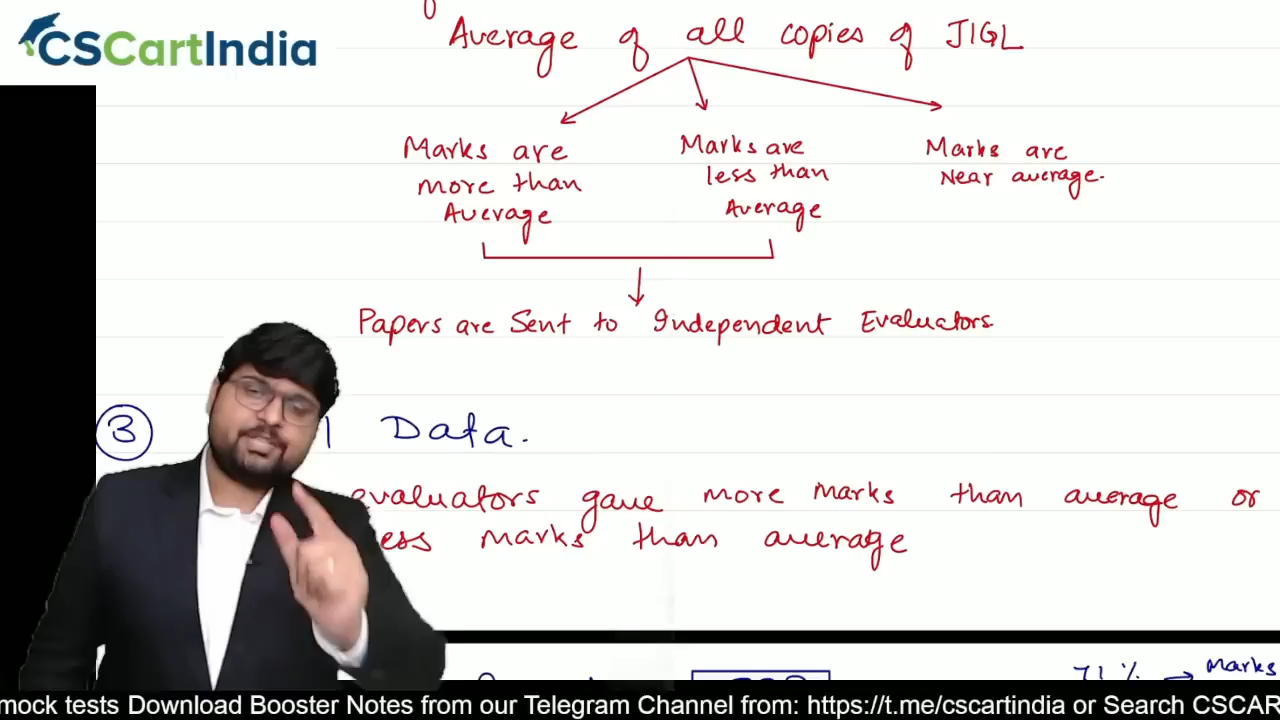 CSCartIndia
Average of all copies of JIGL
Marks are more than Average
Marks are less than Average
Marks are Near average.
Papers are Sent to Independent Evaluators
3 Data.
evaluators gave more marks than average or
marks than average
71% → Marks
mock tests Download Booster Notes from our Telegram Channel from: https://t.me/cscartindia or Search CSCAR